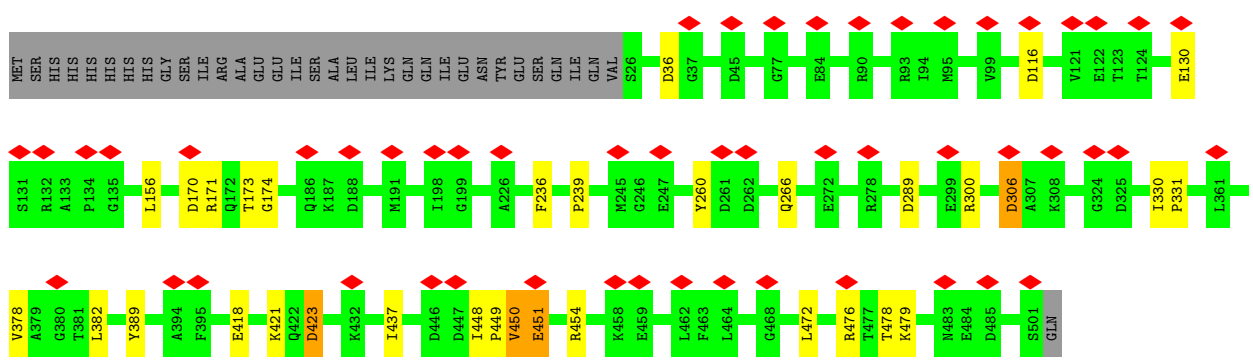 MET SER HIS HIS HIS HIS HIS HIS GLY SER ILE ARG ALA GLU GLU ILE SER ALA LEU ILE LYS GLN GLN ILE GLU ASN TYR GLU SER GLN ILE GLN VAL S26 D36 G37 D45 G77 E84 R90 R93 I94 M95 V99 D116 V121 E122 T123 T124 E130
S131 R132 A133 P134 G135 L156 D170 R171 Q172 T173 G174 Q186 K187 D188 M191 I198 G199 A226 F236 P239 M245 G246 E247 Y260 D261 D262 Q266 E272 R278 D289 E299 R300 D306 A307 K308 G324 D325 I330 P331 L361
V378 A379 G380 T381 L382 Y389 A394 F395 E418 K421 Q422 D423 K432 I437 D446 D447 I448 P449 V450 E451 R454 K458 E459 L462 F463 L464 G468 L472 R476 T477 T478 K479 N483 E484 D485 S501 GLN